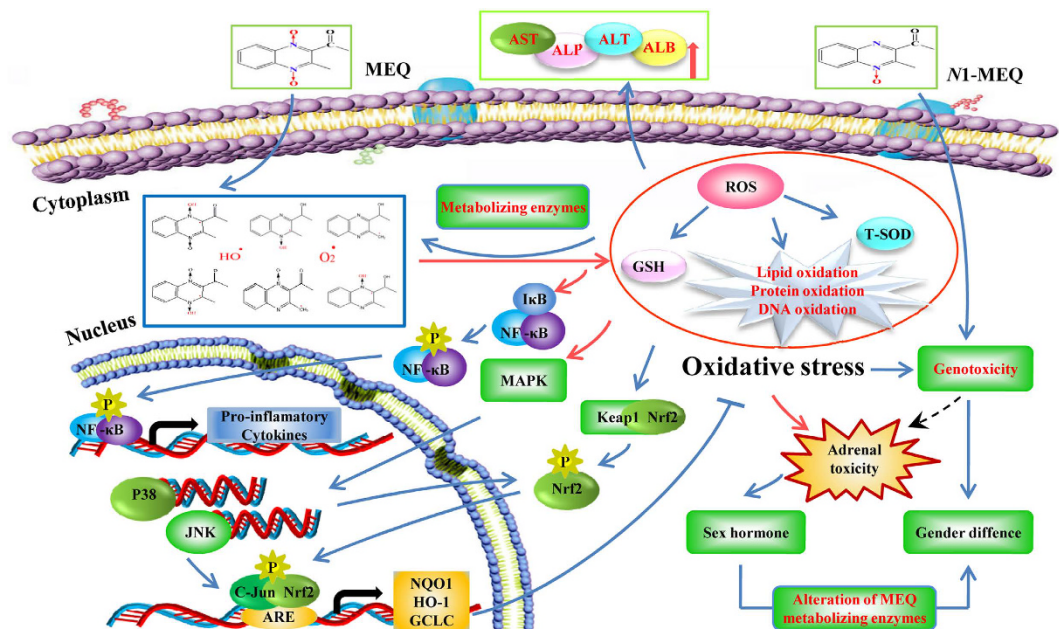 MEQ
AST
ALP
ALT
ALB
N1-MEQ
Cytoplasm
Metabolizing enzymes
ROS
T-SOD
GSH
Lipid oxidation
Protein oxidation
DNA oxidation
HO
O2
Nucleus
IκB
NF-κB
P
NF-κB
MAPK
Oxidative stress
Genotoxicity
P
NF-κB
Pro-inflamatory
Cytokines
Keap1 Nrf2
Adrenal
toxicity
P
Nrf2
P38
JNK
Sex hormone
Gender diffence
P
C-Jun Nrf2
ARE
NQO1
HO-1
GCLC
Alteration of MEQ
metabolizing enzymes